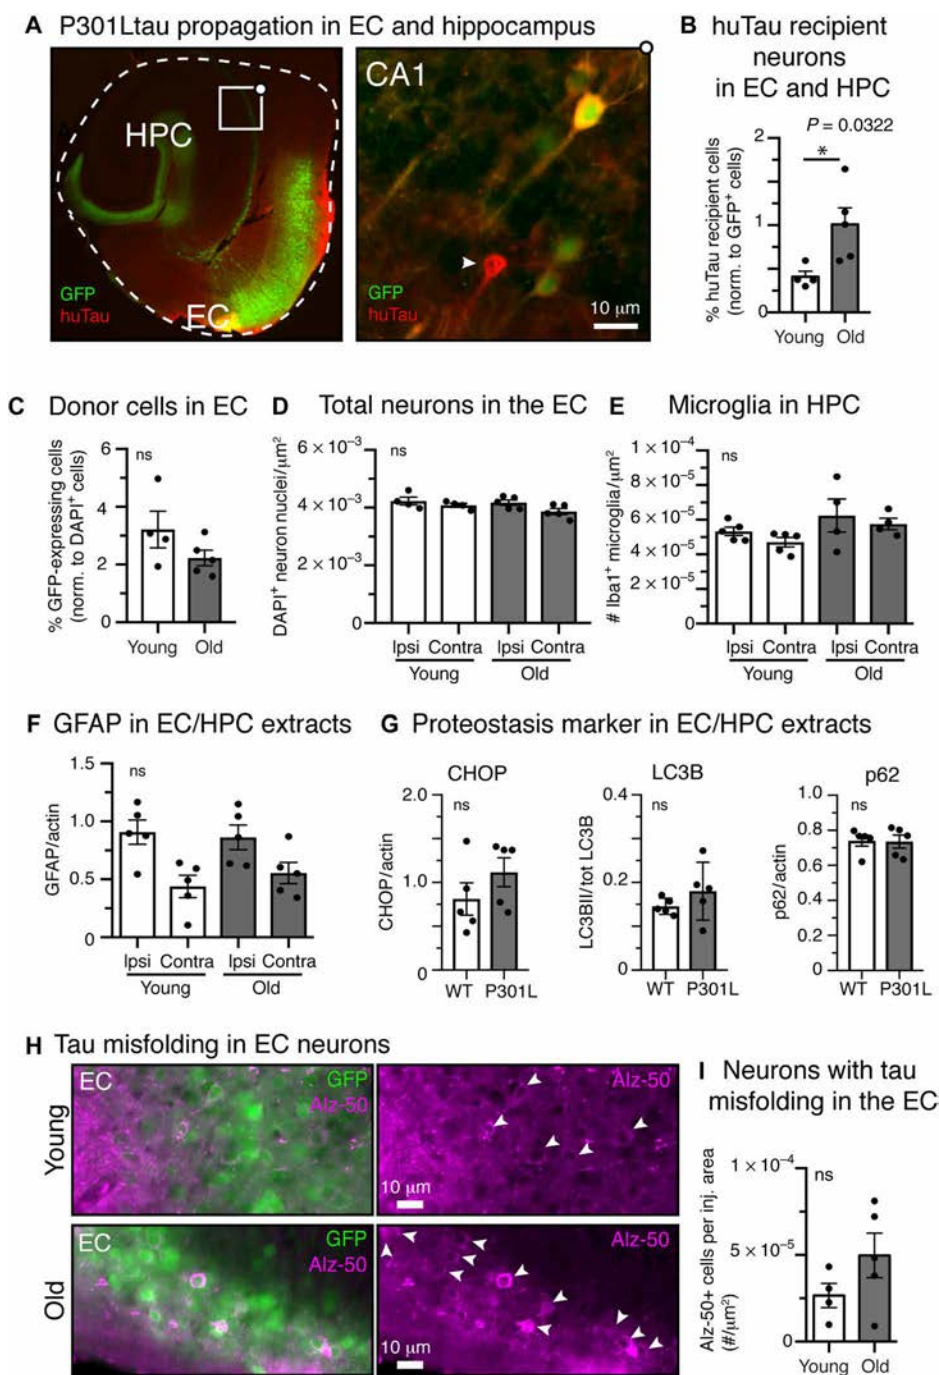 A P301Ltau propagation in EC and hippocampus
HPC
GFP
huTau
EC
CA1
GFP
huTau
10 μm
B huTau recipient
neurons
in EC and HPC
P = 0.0322
*
% huTau recipient cells
(norm. to GFP⁺ cells)
2
1
0
Young Old
C Donor cells in EC
ns
% GFP-expressing cells
(norm. to DAPI⁺ cells)
6
4
2
0
Young Old
D Total neurons in the EC
ns
DAPI⁺ neuron nuclei/μm²
6 × 10⁻³
4 × 10⁻³
2 × 10⁻³
0
Ipsi Contra Ipsi Contra
Young Old
E Microglia in HPC
ns
# Iba1⁺ microglia/μm²
1 × 10⁻⁴
8 × 10⁻⁵
6 × 10⁻⁵
4 × 10⁻⁵
2 × 10⁻⁵
0
Ipsi Contra Ipsi Contra
Young Old
F GFAP in EC/HPC extracts
ns
GFAP/actin
1.5
1.0
0.5
0
Ipsi Contra Ipsi Contra
Young Old
G Proteostasis marker in EC/HPC extracts
CHOP
ns
CHOP/actin
2.0
1.0
0
WT P301L
LC3B
ns
LC3BII/tot LC3B
0.4
0.2
0
WT P301L
p62
ns
p62/actin
0.9
0.6
0.3
0.0
WT P301L
H Tau misfolding in EC neurons
Young
EC
GFP
Alz-50
Alz-50
10 μm
Old
EC
GFP
Alz-50
Alz-50
10 μm
I Neurons with tau
misfolding in the EC
ns
Alz-50+ cells per inj. area
(#/μm²)
1 × 10⁻⁴
5 × 10⁻⁵
0
Young Old